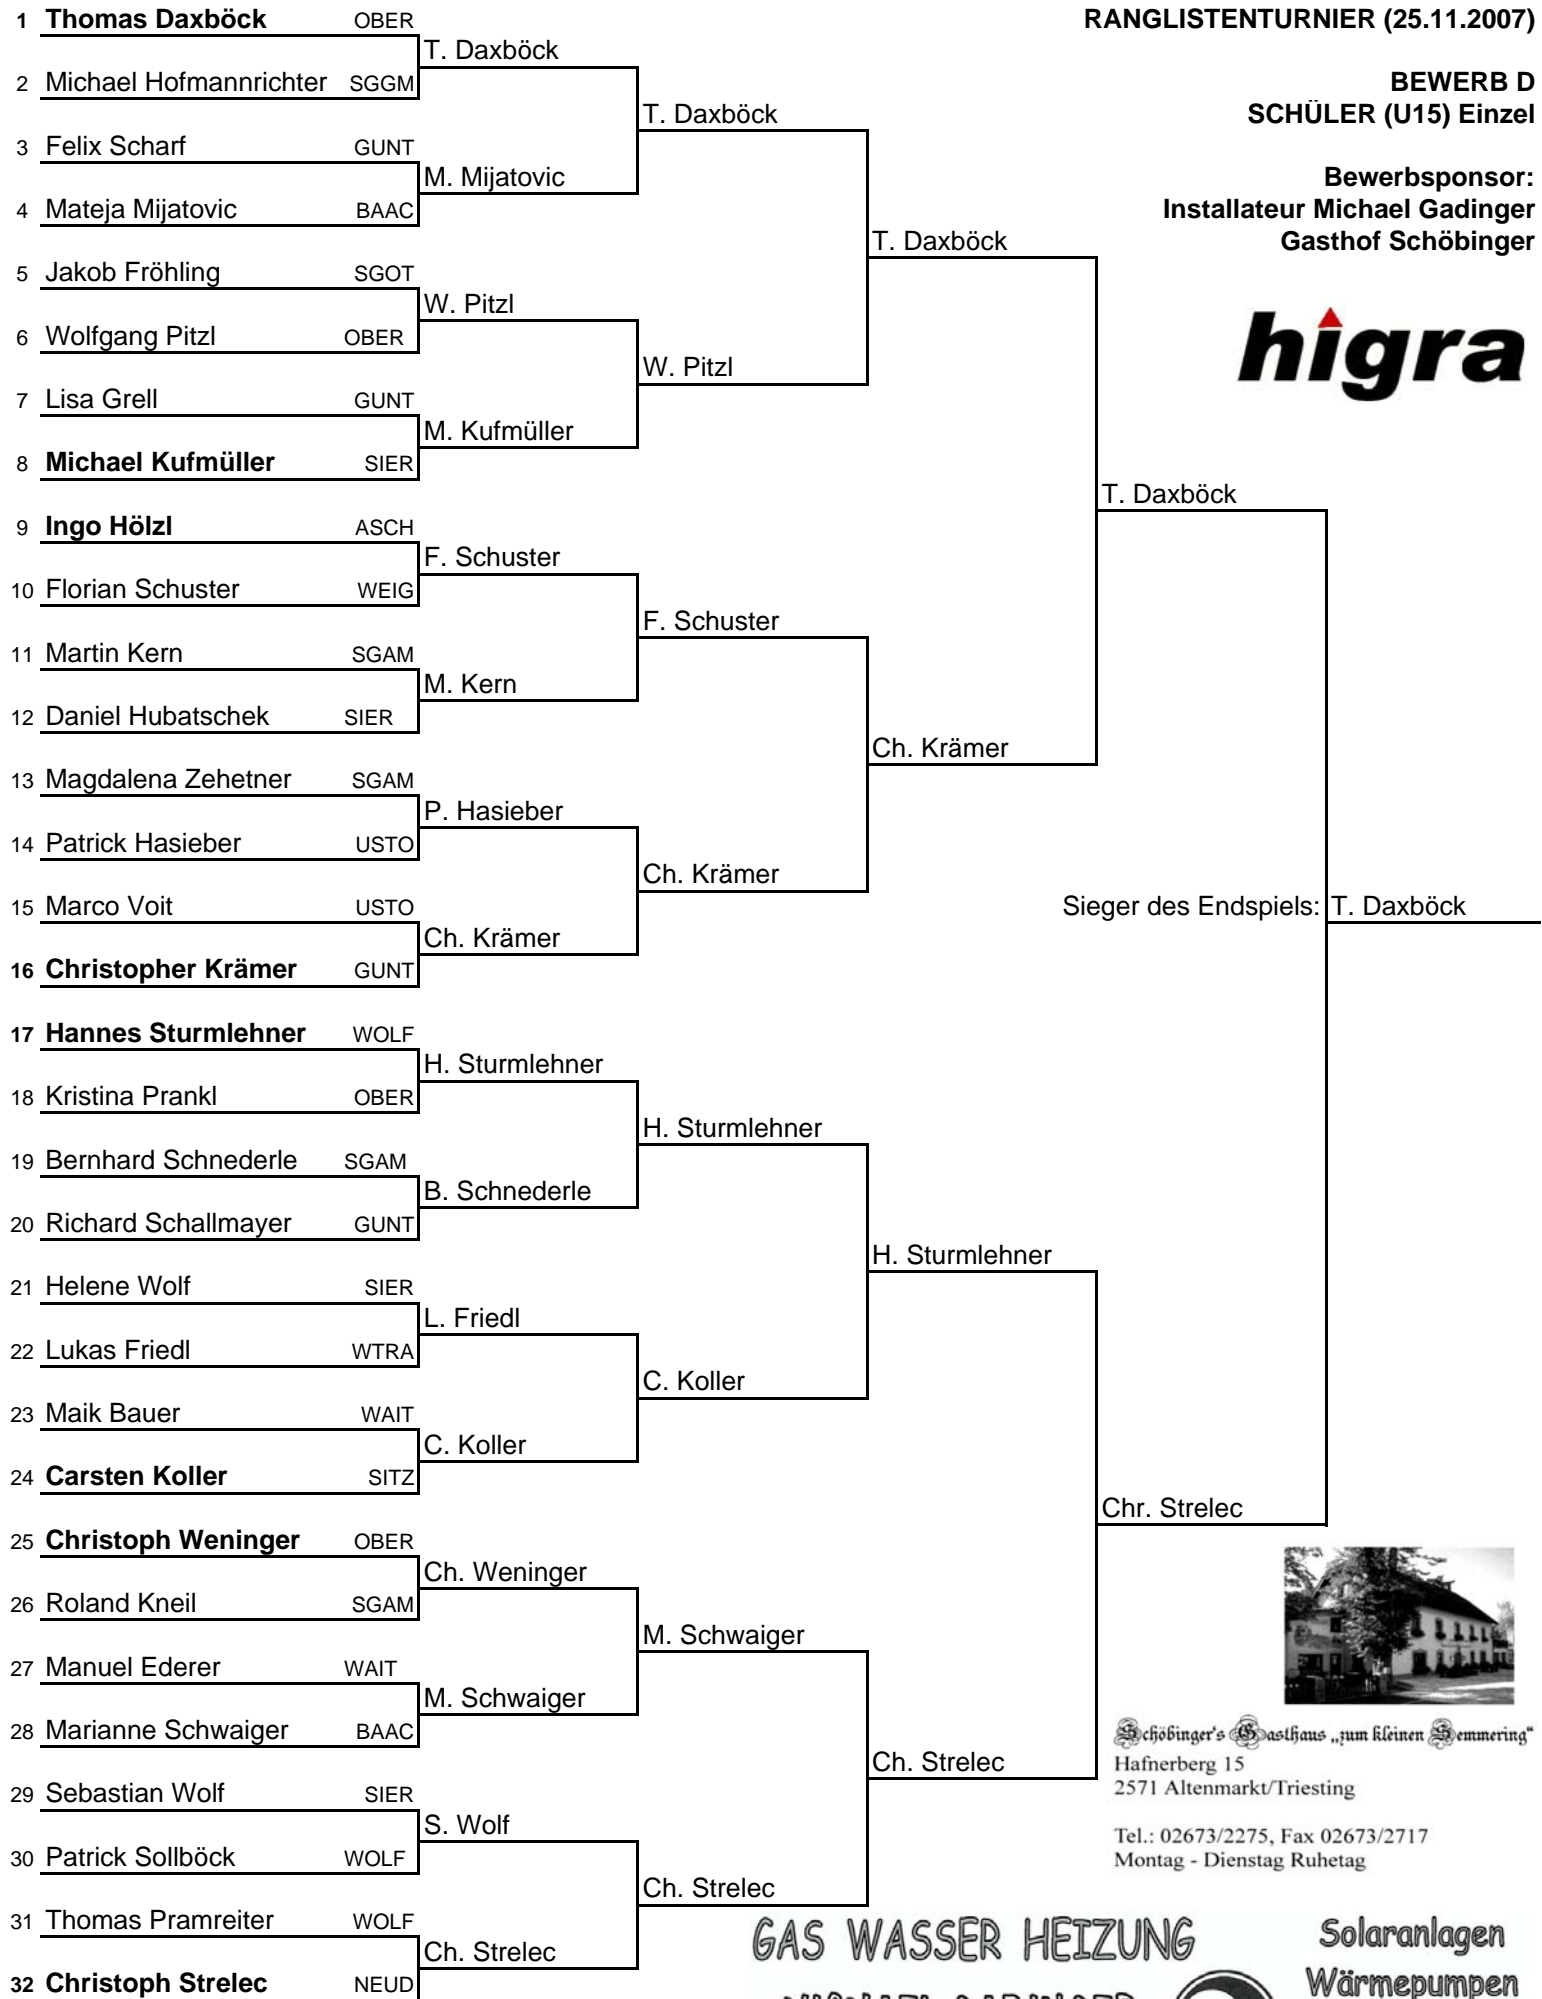 1 Thomas Daxböck OBER
RANGLISTENTURNIER (25.11.2007)
T. Daxböck
2 Michael Hofmannrichter SGGM
BEWERB D
T. Daxböck
SCHÜLER (U15) Einzel
3 Felix Scharf GUNT
M. Mijatovic
Bewerbsponsor:
4 Mateja Mijatovic BAAC
Installateur Michael Gadinger
T. Daxböck
Gasthof Schöbinger
5 Jakob Fröhling SGOT
W. Pitzl
6 Wolfgang Pitzl OBER
higra
W. Pitzl
7 Lisa Grell GUNT
M. Kufmüller
8 Michael Kufmüller SIER
T. Daxböck
9 Ingo Hölzl ASCH
F. Schuster
10 Florian Schuster WEIG
F. Schuster
11 Martin Kern SGAM
M. Kern
12 Daniel Hubatschek SIER
Ch. Krämer
13 Magdalena Zehetner SGAM
P. Hasieber
14 Patrick Hasieber USTO
Ch. Krämer
15 Marco Voit USTO
Sieger des Endspiels: T. Daxböck
Ch. Krämer
16 Christopher Krämer GUNT
17 Hannes Sturmlehner WOLF
H. Sturmlehner
18 Kristina Prankl OBER
H. Sturmlehner
19 Bernhard Schnederle SGAM
B. Schnederle
20 Richard Schallmayer GUNT
H. Sturmlehner
21 Helene Wolf SIER
L. Friedl
22 Lukas Friedl WTRA
C. Koller
23 Maik Bauer WAIT
C. Koller
24 Carsten Koller SITZ
Chr. Strelec
25 Christoph Weninger OBER
Ch. Weninger
26 Roland Kneil SGAM
M. Schwaiger
27 Manuel Ederer WAIT
M. Schwaiger
28 Marianne Schwaiger BAAC
Schöbinger's Gasthaus „zum kleinen Semmering“
Ch. Strelec
Hafnerberg 15
2571 Altenmarkt/Triesting
29 Sebastian Wolf SIER
S. Wolf
Tel.: 02673/2275, Fax 02673/2717
30 Patrick Sollböck WOLF
Montag - Dienstag Ruhetag
Ch. Strelec
31 Thomas Pramreiter WOLF
GAS WASSER HEIZUNG
Solaranlagen
Ch. Strelec
32 Christoph Strelec NEUD
Wärmepumpen